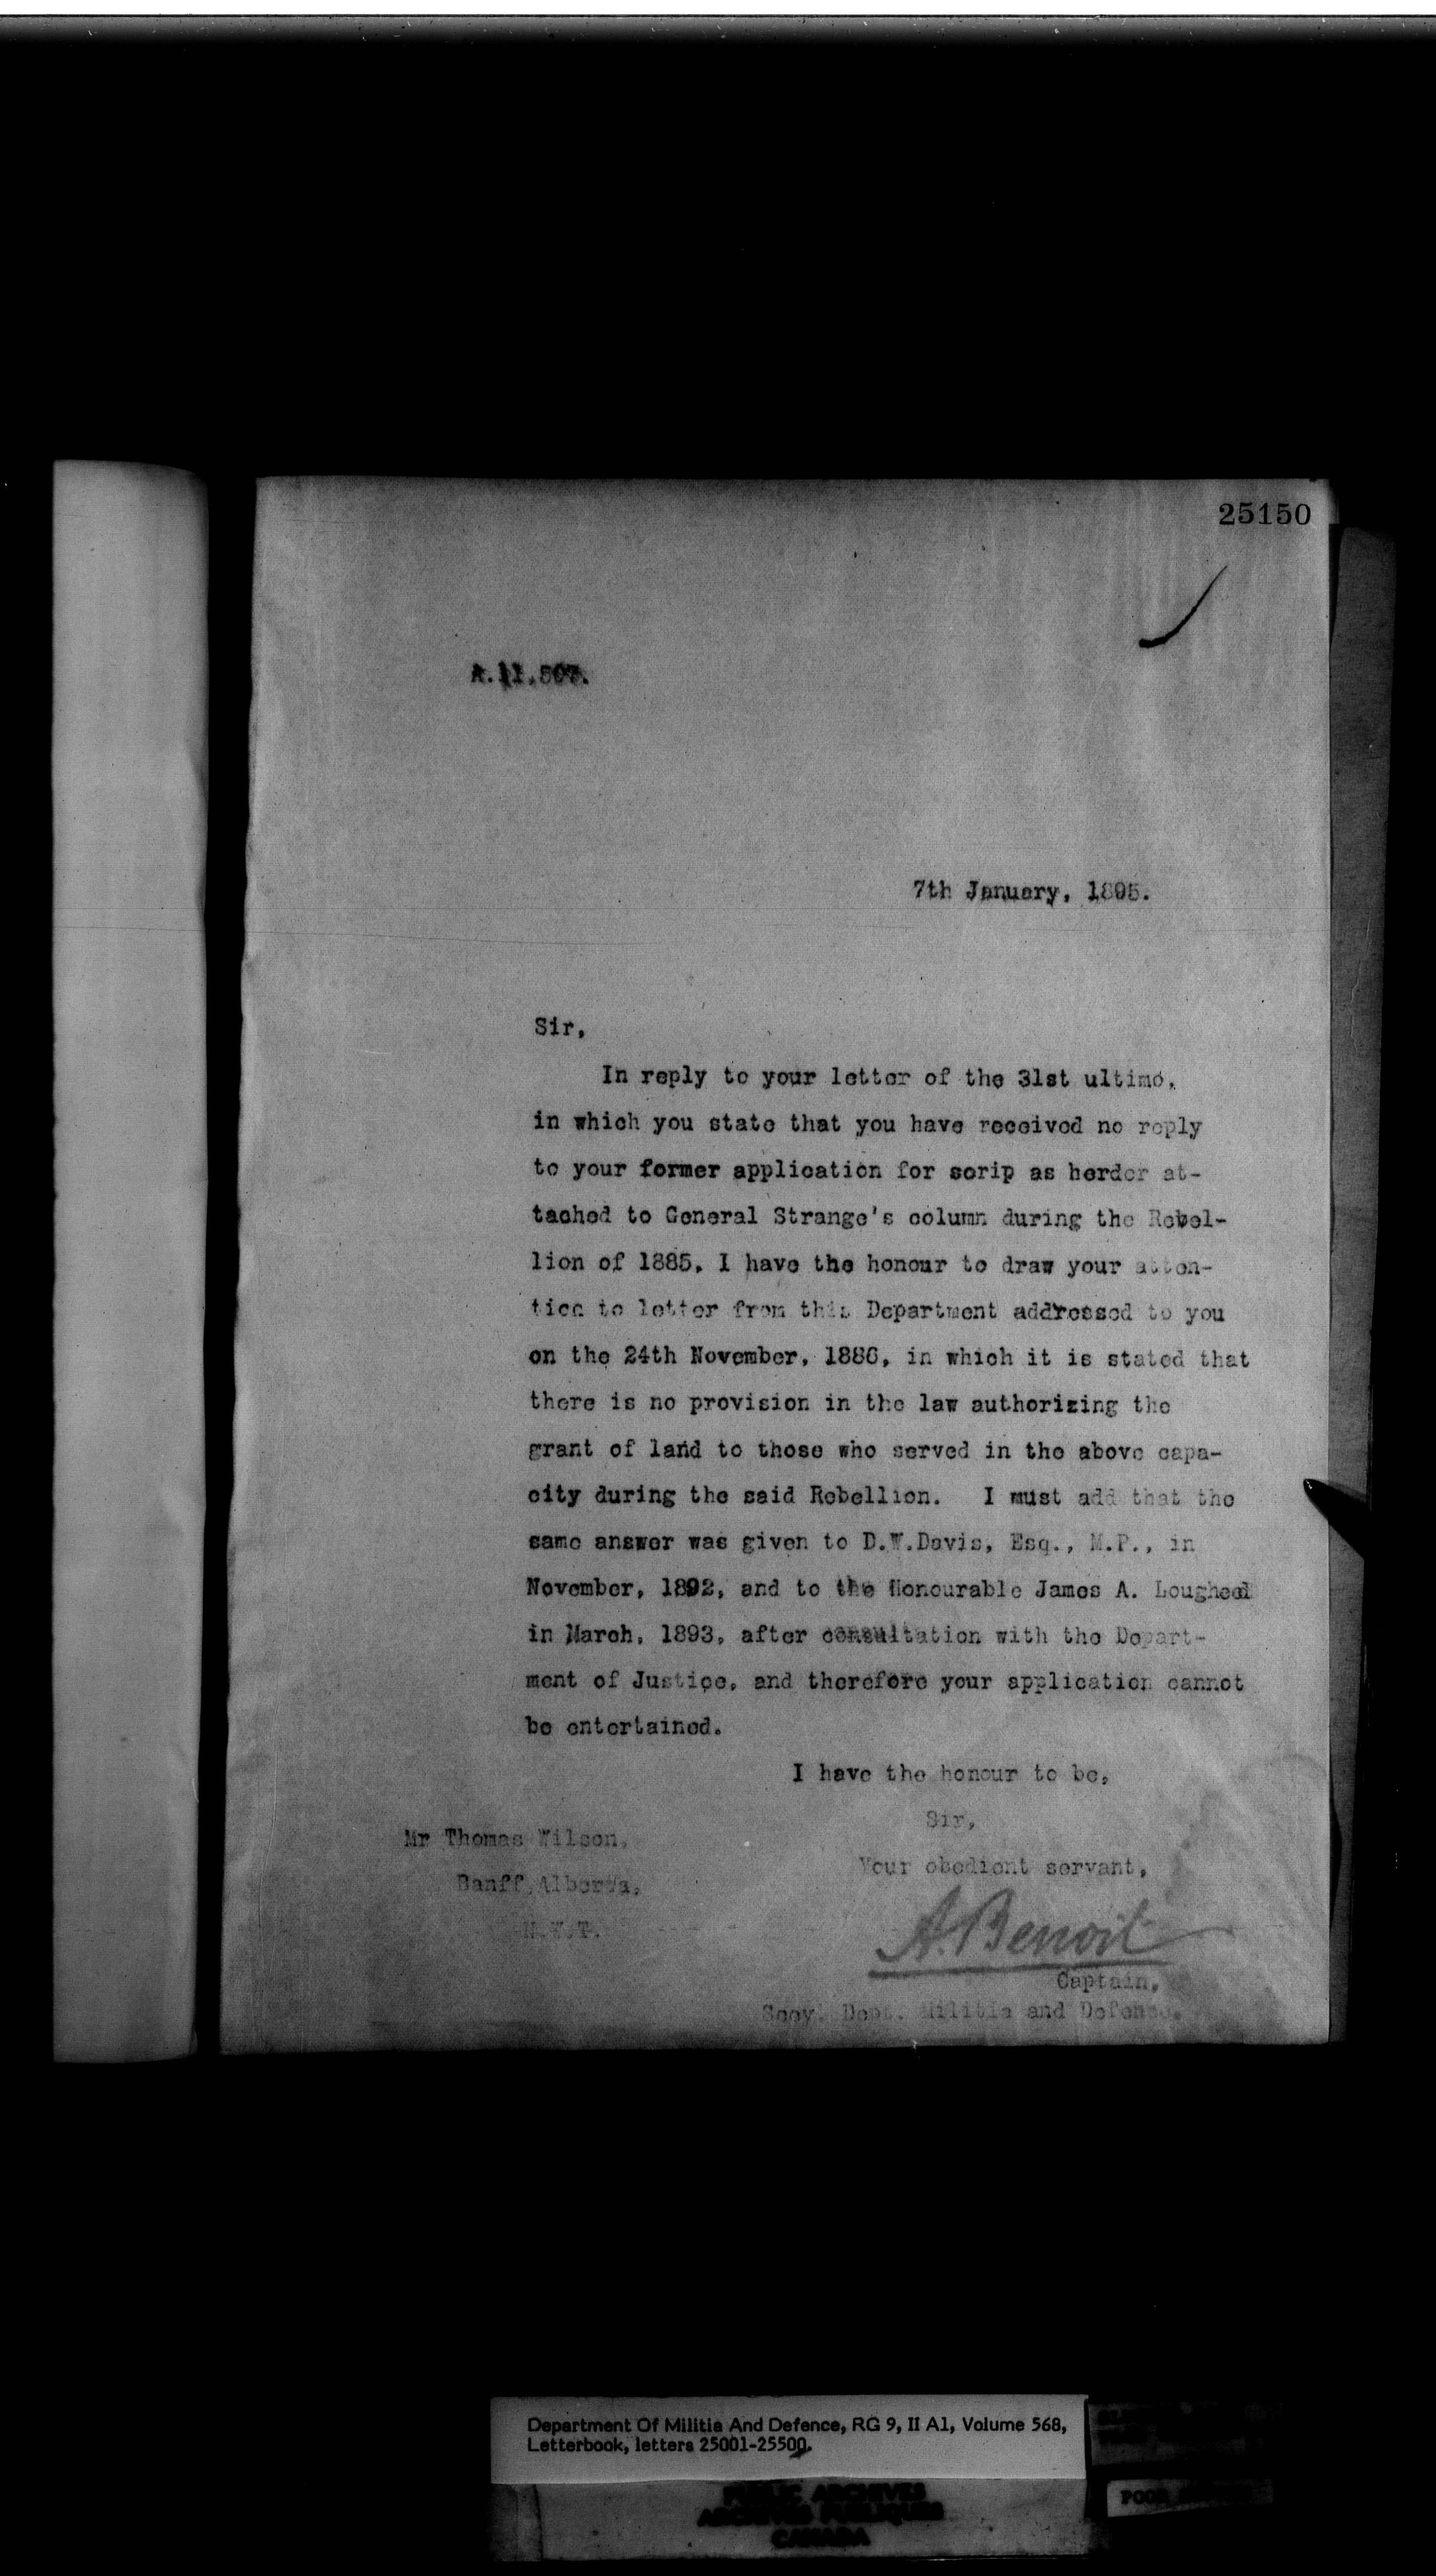 25150
A.11,507.
7th January, 1895.
Sir,
In reply to your letter of the 31st ultimo,
in which you state that you have received no reply
to your former application for scrip as herder at-
tached to General Strange's column during the Rebel-
lion of 1885, I have the honour to draw your atten-
tion to letter from this Department addressed to you
on the 24th November, 1886, in which it is stated that
there is no provision in the law authorizing the
grant of land to those who served in the above capa-
city during the said Rebellion. I must add that the
same answer was given to D.W.Davis, Esq., M.P., in
November, 1892, and to the Honourable James A. Lougheed
in March, 1893, after consultation with the Depart-
ment of Justice, and therefore your application cannot
be entertained.
I have the honour to be,
Sir,
Your obedient servant,
A. Benoit
Captain,
Secy. Dept. Militia and Defense.
Mr Thomas Wilson,
Banff, Alberta,
N.W.T.
Department Of Militia And Defence, RG 9, II A1, Volume 568,
Letterbook, letters 25001-25500.
PUBLIC ARCHIVES
ARCHIVES PUBLIQUES
CANADA